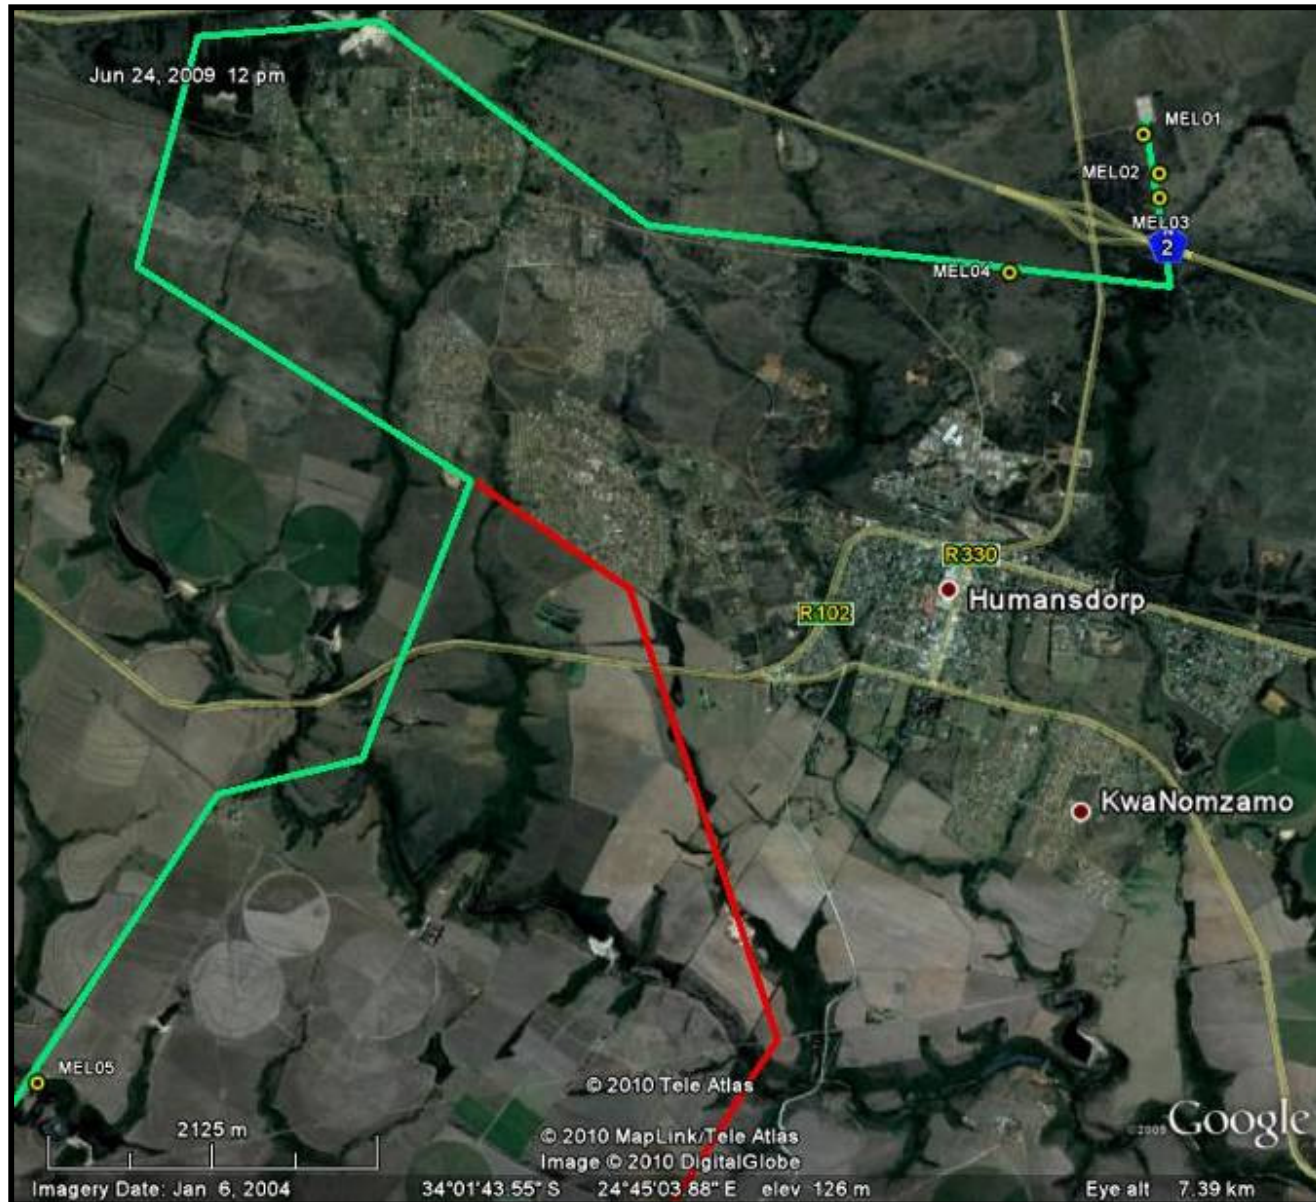 Jun 24, 2009  12 pm
MEL01
MEL02
MEL03
2
MEL04
R330
Humansdorp
R102
KwaNomzamo
MEL05
© 2010 Tele Atlas
2125 m
© 2010 MapLink/Tele Atlas
©2009 Google
Image © 2010 DigitalGlobe
Imagery Date: Jan 6, 2004  34°01'43.55" S  24°45'03.88" E  elev 126 m  Eye alt 7.39 km